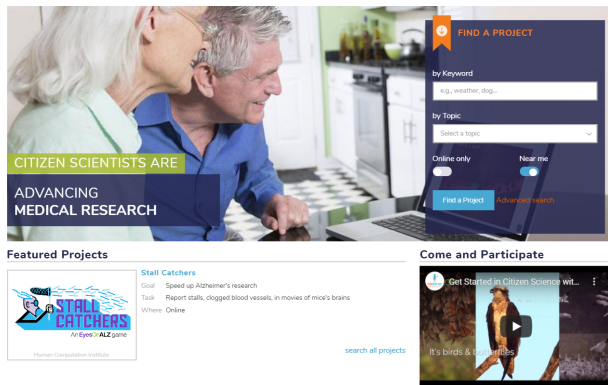 FIND A PROJECT
by Keyword
e.g., weather, dog...
by Topic
Select a topic
Online only Near me
Find a Project Advanced search
CITIZEN SCIENTISTS ARE
ADVANCING
MEDICAL RESEARCH
Featured Projects
STALL
CATCHERS
An EyesOnALZ game
Human Computation Institute
Stall Catchers
Goal Speed up Alzheimer's research
Task Report stalls, clogged blood vessels, in movies of mice's brains
Where Online
search all projects
Come and Participate
Get Started in Citizen Science wit...
It's birds & butterflies